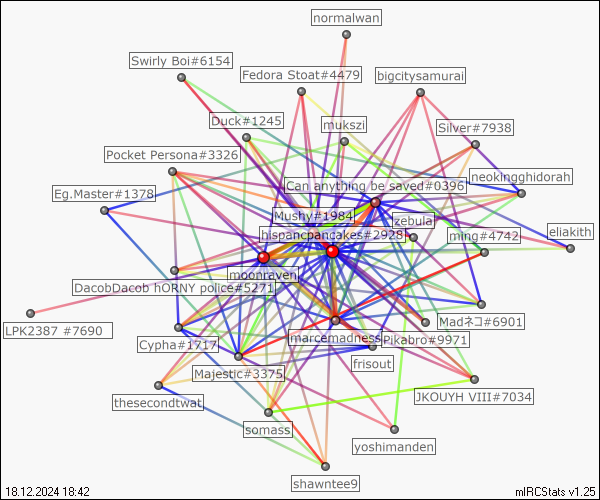 normalwan
Swirly Boi#6154
Fedora Stoat#4479
bigcitysamurai
Duck#1245
mukszi
Silver#7938
Pocket Persona#3326
Eg.Master#1378
Can anything be saved#0396
neokingghidorah
Mushy#1984
zebula
hispancpancakes#2928
ming#4742
eliakith
moonraven
DacobDacob hORNY police#5271
LPK2387 #7690
Cypha#1717
marcemadness
Pikabro#9971
Madネコ#6901
Majestic#3375
frisout
thesecondtwat
JKOUYH VIII#7034
somass
yoshimanden
shawntee9
18.12.2024 18:42
mIRCStats v1.25